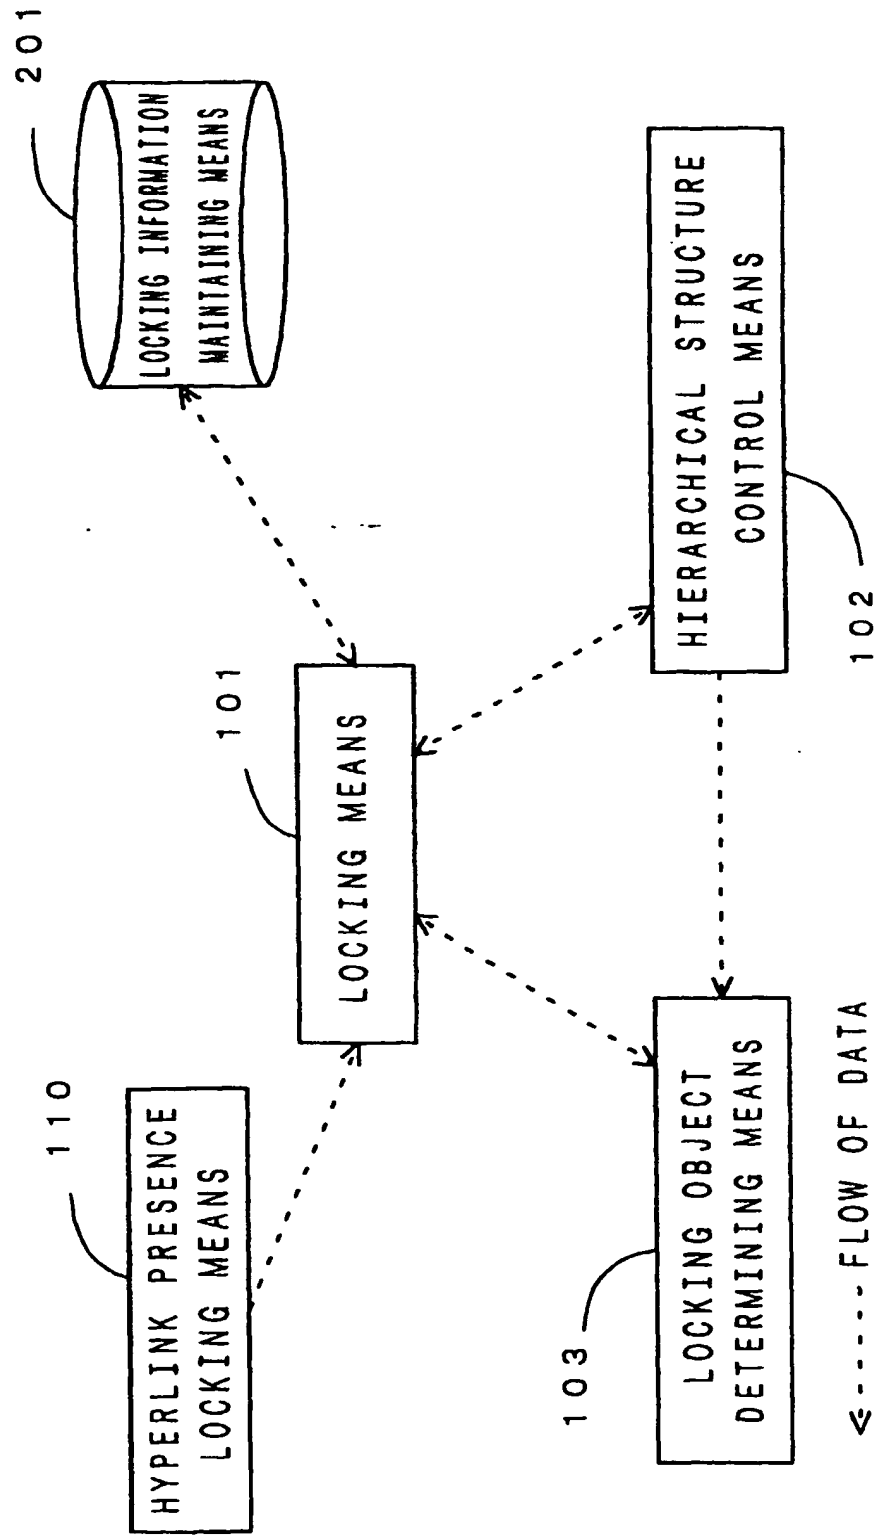 110
HYPERLINK PRESENCE
LOCKING MEANS
101
LOCKING MEANS
201
LOCKING INFORMATION
MAINTAINING MEANS
103
LOCKING OBJECT
DETERMINING MEANS
HIERARCHICAL STRUCTURE
CONTROL MEANS
102
FLOW OF DATA